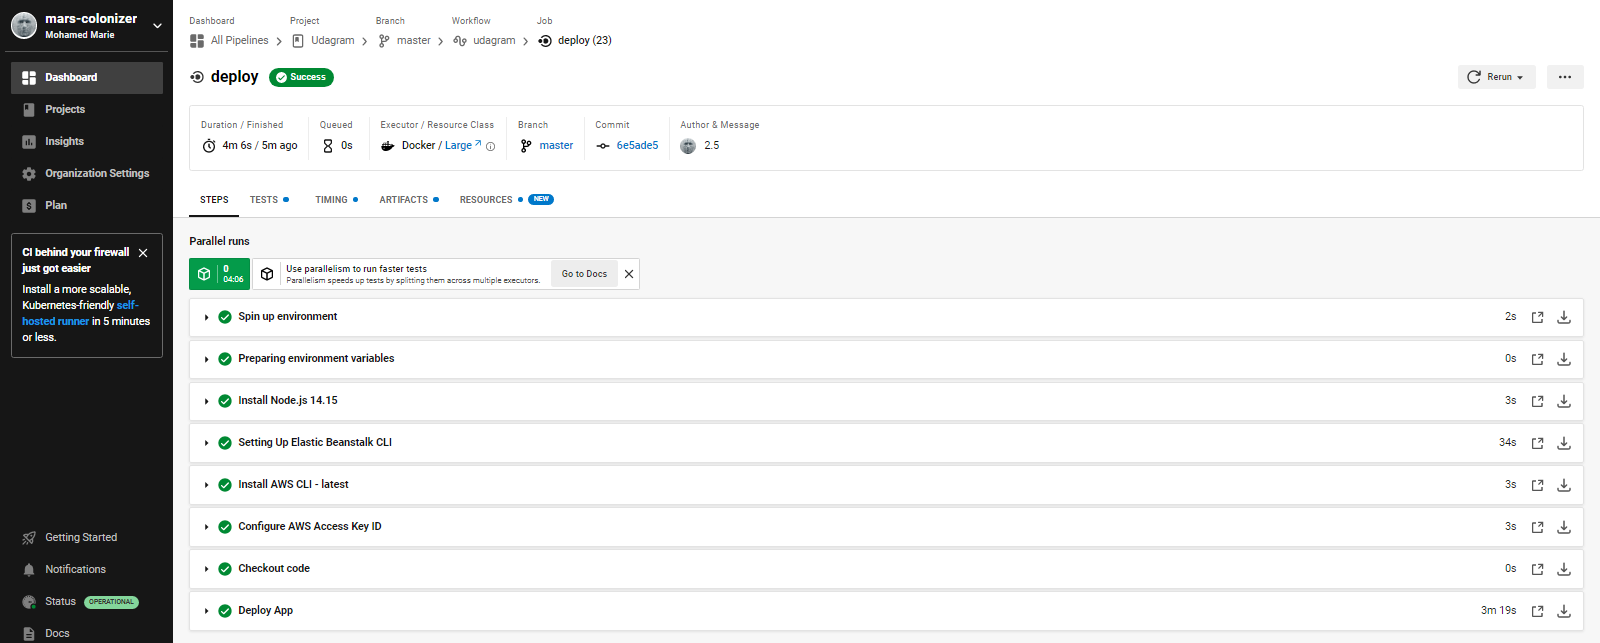 mars-colonizer
Mohamed Marie
Dashboard
Projects
Insights
Organization Settings
Plan
CI behind your firewall
just got easier
Install a more scalable,
Kubernetes-friendly self-
hosted runner in 5 minutes
or less.
Getting Started
Notifications
Status OPERATIONAL
Docs
Dashboard Project Branch Workflow Job
All Pipelines Udagram master udagram deploy (23)
deploy Success
Rerun
Duration / Finished Queued Executor / Resource Class Branch Commit Author & Message
4m 6s / 5m ago 0s Docker / Large master 6e5ade5 2.5
STEPS TESTS TIMING ARTIFACTS RESOURCES NEW
Parallel runs
0
04:06
Use parallelism to run faster tests
Parallelism speeds up tests by splitting them across multiple executors.
Go to Docs
Spin up environment 2s
Preparing environment variables 0s
Install Node.js 14.15 3s
Setting Up Elastic Beanstalk CLI 34s
Install AWS CLI - latest 3s
Configure AWS Access Key ID 3s
Checkout code 0s
Deploy App 3m 19s